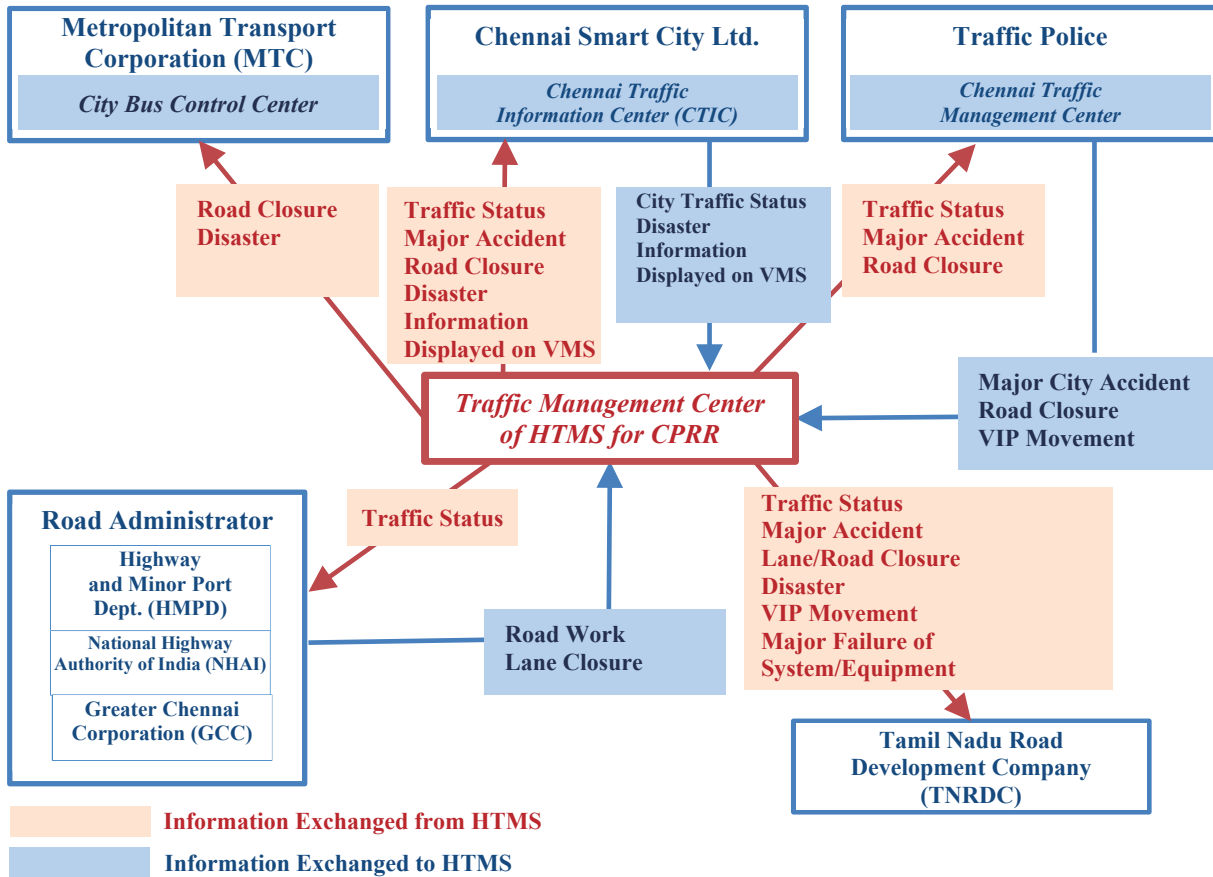 Metropolitan Transport
Corporation (MTC)
City Bus Control Center
Chennai Smart City Ltd.
Chennai Traffic
Information Center (CTIC)
Traffic Police
Chennai Traffic
Management Center
Road Closure
Disaster
Traffic Status
Major Accident
Road Closure
Disaster
Information
Displayed on VMS
City Traffic Status
Disaster
Information
Displayed on VMS
Traffic Status
Major Accident
Road Closure
Major City Accident
Road Closure
VIP Movement
Traffic Management Center
of HTMS for CPRR
Road Administrator
Highway
and Minor Port
Dept. (HMPD)
National Highway
Authority of India (NHAI)
Greater Chennai
Corporation (GCC)
Traffic Status
Road Work
Lane Closure
Traffic Status
Major Accident
Lane/Road Closure
Disaster
VIP Movement
Major Failure of
System/Equipment
Tamil Nadu Road
Development Company
(TNRDC)
Information Exchanged from HTMS
Information Exchanged to HTMS